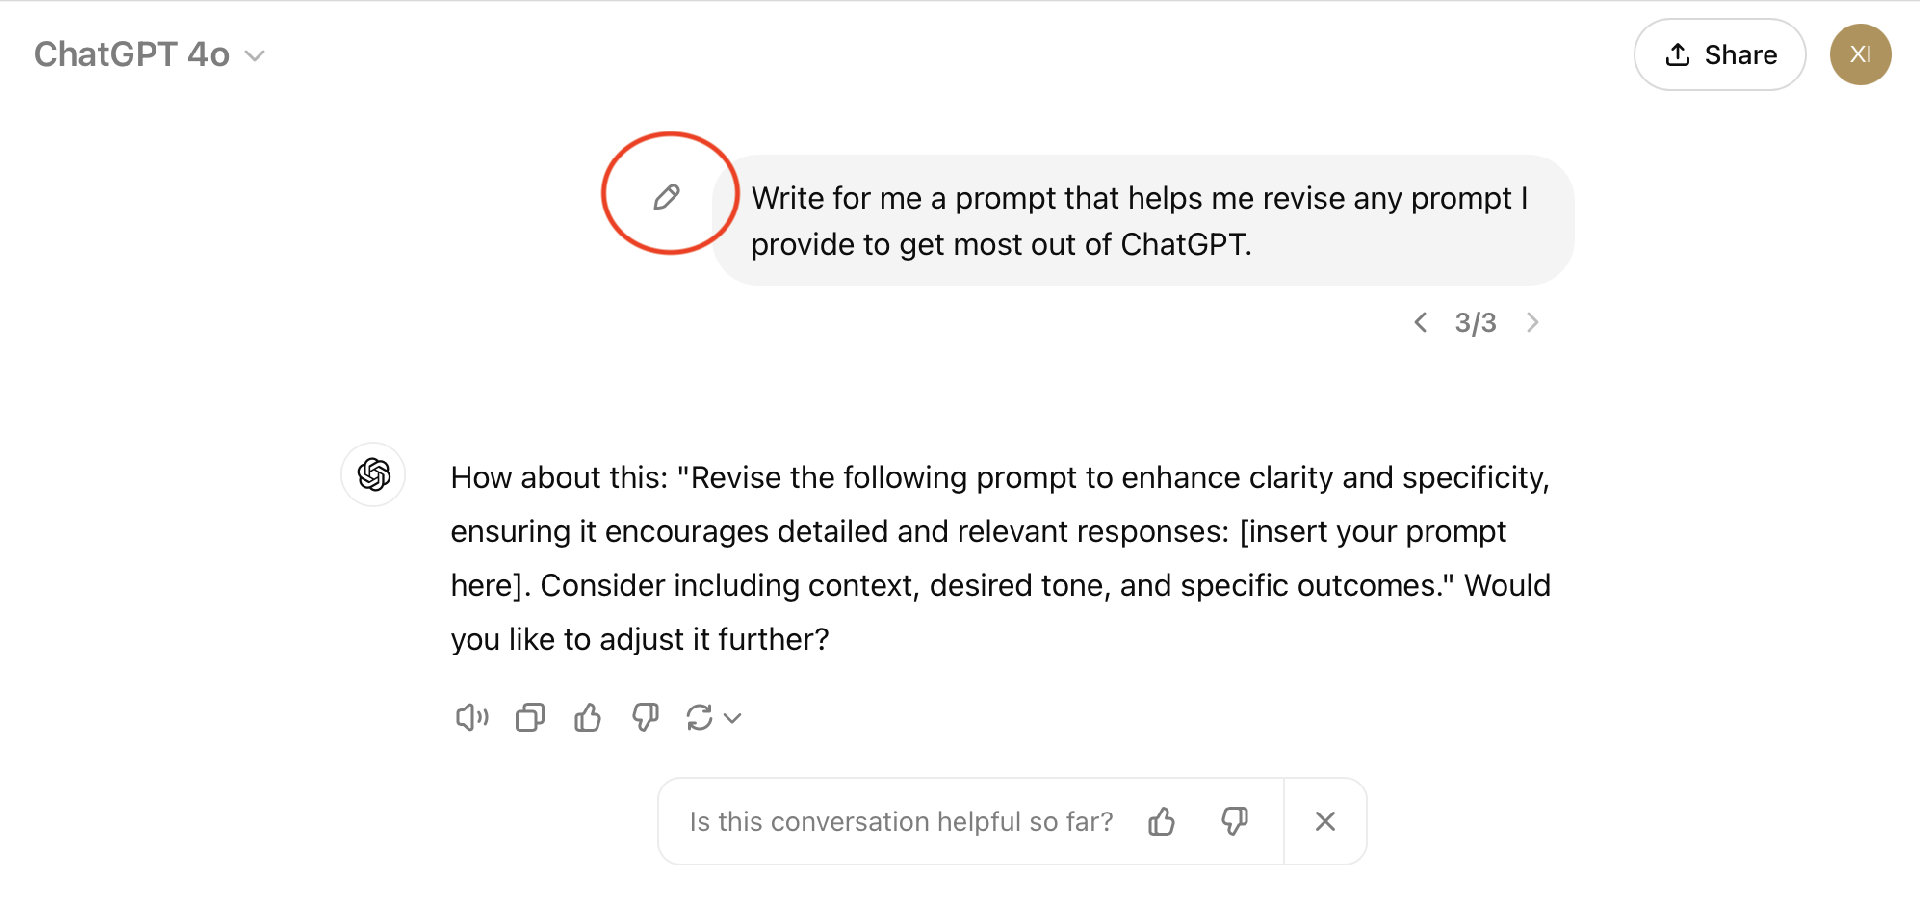 ChatGPT 4o
Share
XI
Write for me a prompt that helps me revise any prompt I
provide to get most out of ChatGPT.
3/3
How about this: "Revise the following prompt to enhance clarity and specificity,
ensuring it encourages detailed and relevant responses: [insert your prompt
here]. Consider including context, desired tone, and specific outcomes." Would
you like to adjust it further?
Is this conversation helpful so far?